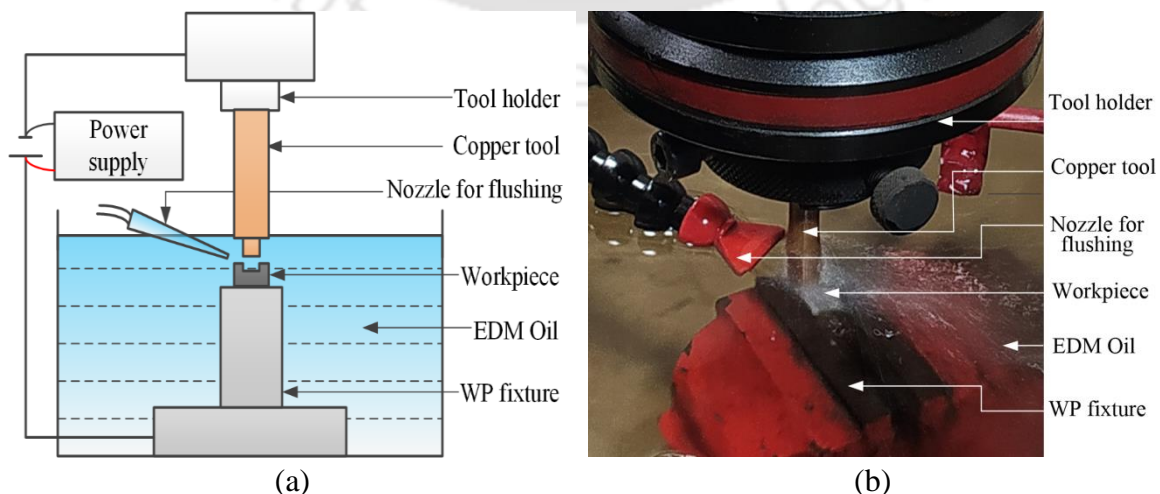 Power
supply
Tool holder
Copper tool
Nozzle for flushing
Workpiece
EDM Oil
WP fixture
(a)
Tool holder
Copper tool
Nozzle for
flushing
Workpiece
EDM Oil
WP fixture
(b)